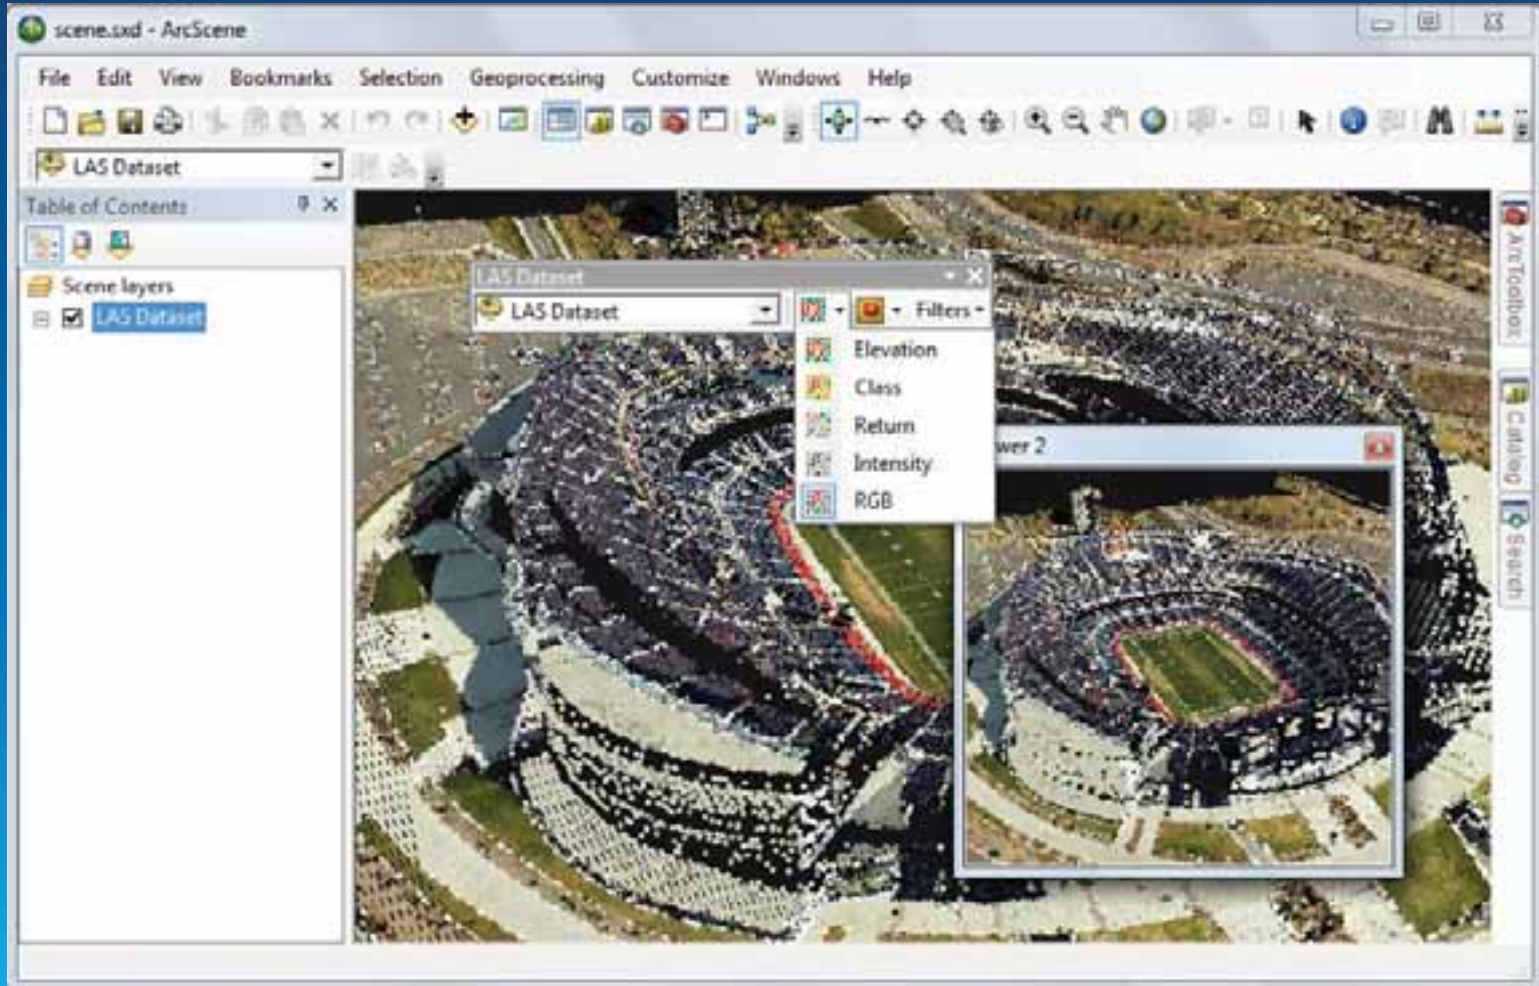 scene.sxd - ArcScene
File Edit View Bookmarks Selection Geoprocessing Customize Windows Help
LAS Dataset
Table of Contents
Scene layers
LAS Dataset
LAS Dataset
LAS Dataset
Filters
Elevation
Class
Return
Intensity
RGB
wer 2
ArcToolbox
Catalog
Search